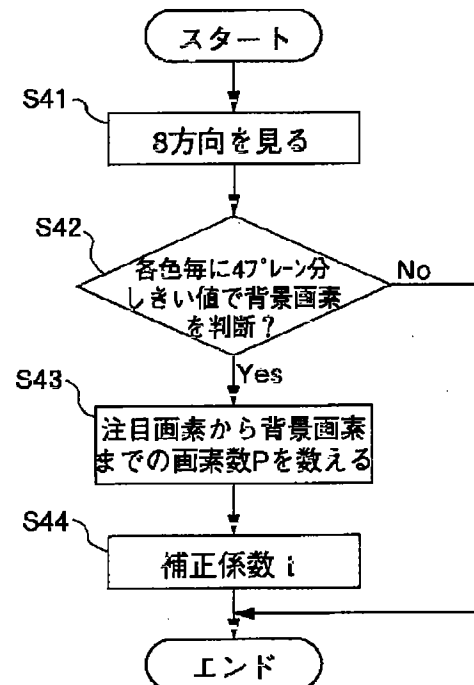 スタート
S41
8方向を見る
S42
各色毎に4プレーン分
しきい値で背景画素
を判断？
No
Yes
S43
注目画素から背景画素
までの画素数Pを数える
S44
補正係数 i
エンド